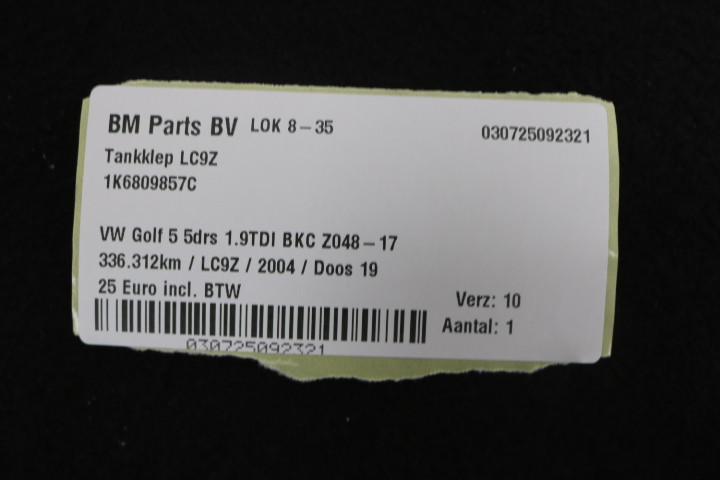 BM Parts BV LOK 8-35 030725092321
Tankklep LC9Z
1K6809857C
VW Golf 5 5drs 1.9TDI BKC Z048-17
336.312km / LC9Z / 2004 / Doos 19
25 Euro incl. BTW
Verz: 10
Aantal: 1
030725092321